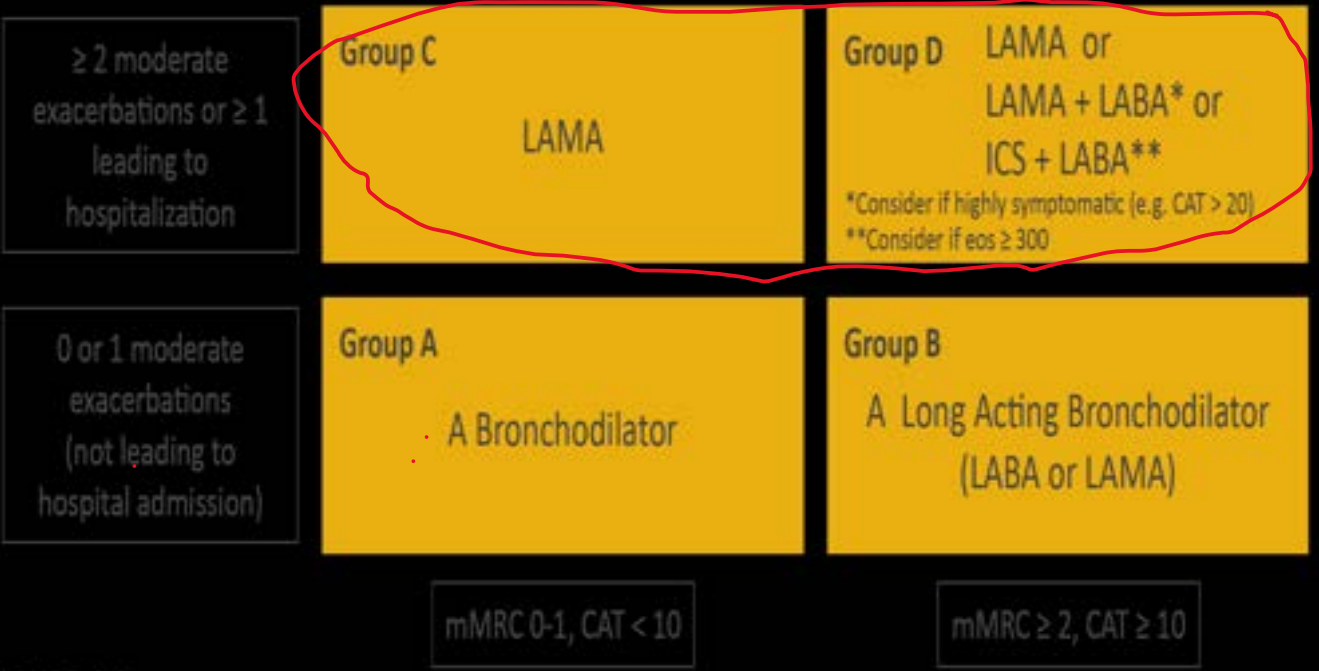 ≥ 2 moderate
exacerbations or ≥ 1
leading to
hospitalization
Group C
LAMA
Group D
LAMA or
LAMA + LABA* or
ICS + LABA**
*Consider if highly symptomatic (e.g. CAT > 20)
**Consider if eos ≥ 300
0 or 1 moderate
exacerbations
(not leading to
hospital admission)
Group A
A Bronchodilator
Group B
A Long Acting Bronchodilator
(LABA or LAMA)
mMRC 0-1, CAT < 10
mMRC ≥ 2, CAT ≥ 10